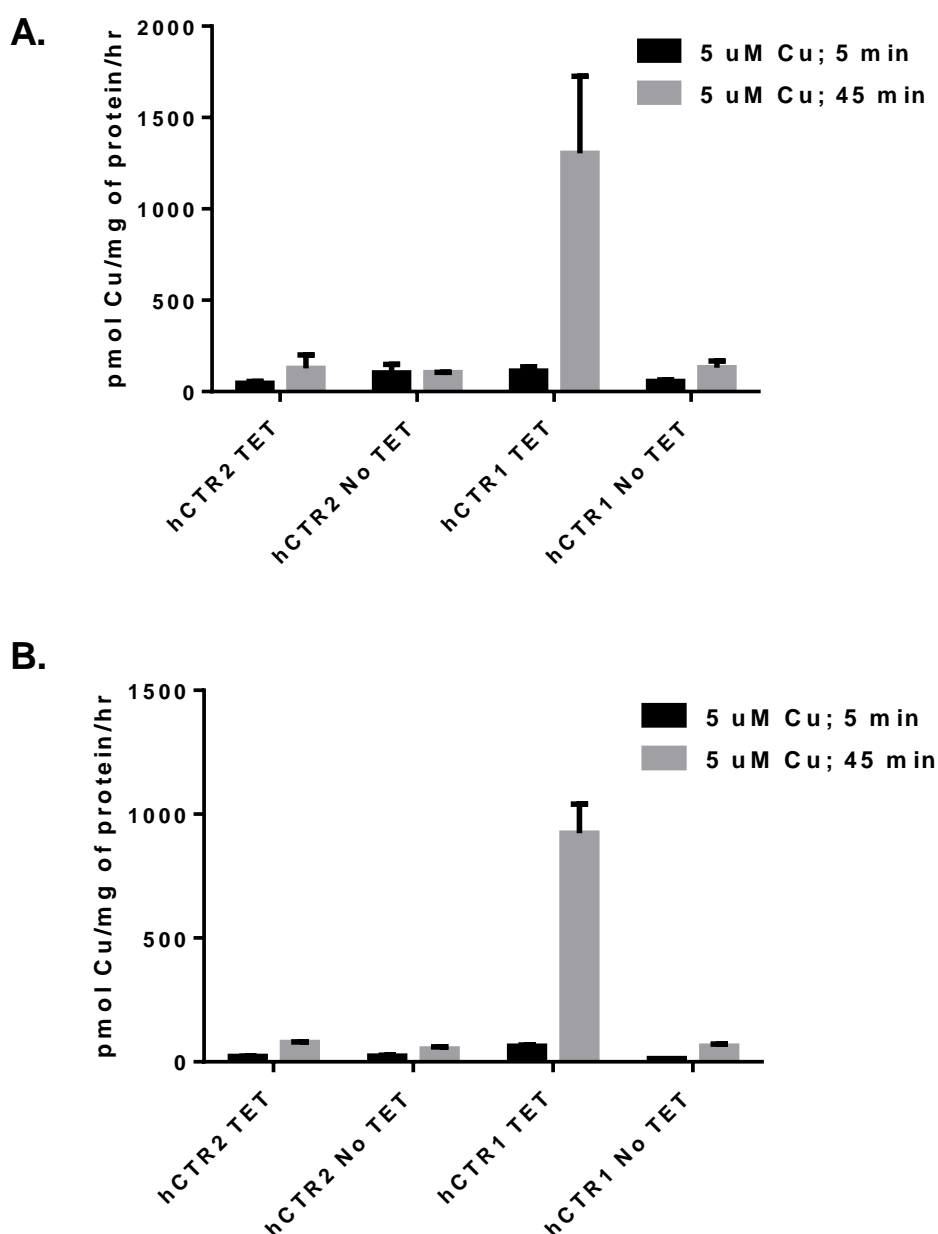 A.
pmol Cu/mg of protein/hr
2000
1500
1000
500
0
5 uM Cu; 5 min
5 uM Cu; 45 min
hCTR2 TET
hCTR2 No TET
hCTR1 TET
hCTR1 No TET
B.
pmol Cu/mg of protein/hr
1500
1000
500
0
5 uM Cu; 5 min
5 uM Cu; 45 min
hCTR2 TET
hCTR2 No TET
hCTR1 TET
hCTR1 No TET